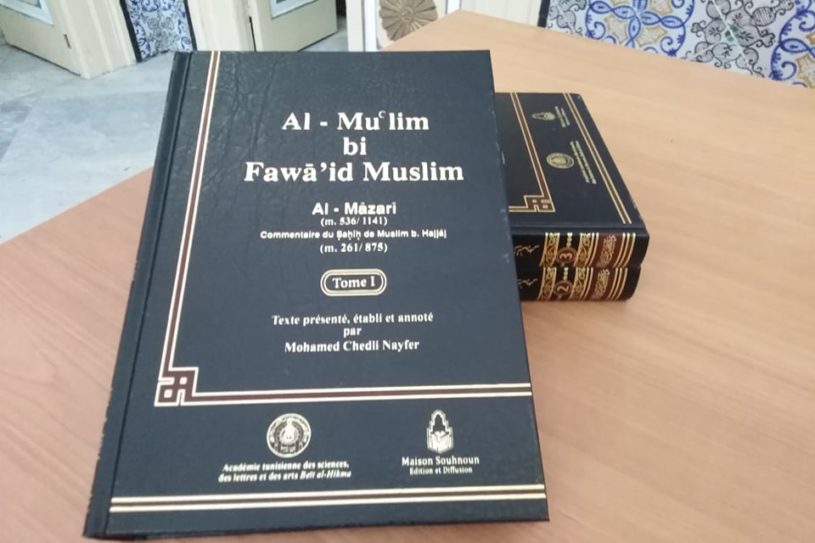 Al - Muᶜlim
bi
Fawā'id Muslim
Al - Māzarī
(m. 536/ 1141)
Commentaire du Ṣaḥīḥ de Muslim b. Hajjāj
(m. 261/ 875)
Tome I
Texte présenté, établi et annoté
par
Mohamed Chedli Nayfer
Académie tunisienne des sciences,
des lettres et des arts Beït al-Hikma
Maison Souhnoun
Edition et Diffusion
3
2